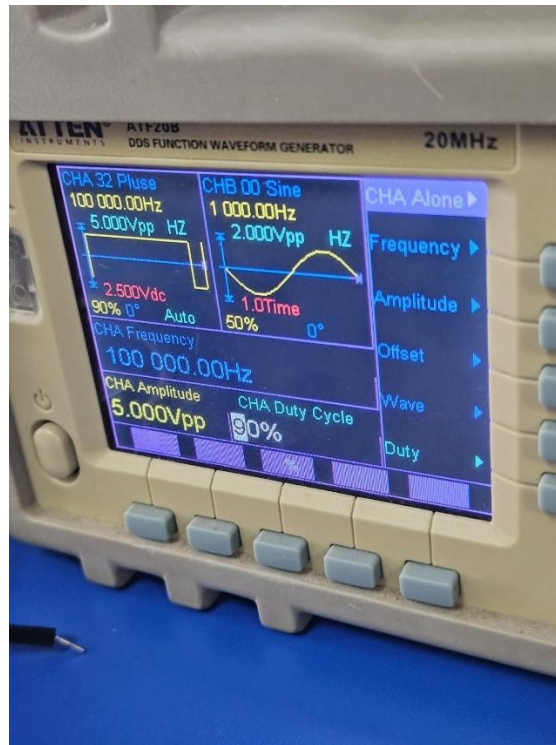 ATTEN®
INSTRUMENTS
ATF20B
DDS FUNCTION WAVEFORM GENERATOR
20MHz
CHA 32 Pluse
100 000.00Hz
5.000Vpp HZ
2.500Vdc
90% 0° Auto
CHB 00 Sine
1 000.00Hz
2.000Vpp HZ
1.0Time
50% 0°
CHA Alone
Frequency
Amplitude
Offset
Wave
Duty
CHA Frequency
100 000.00Hz
CHA Amplitude
5.000Vpp
CHA Duty Cycle
90%
%